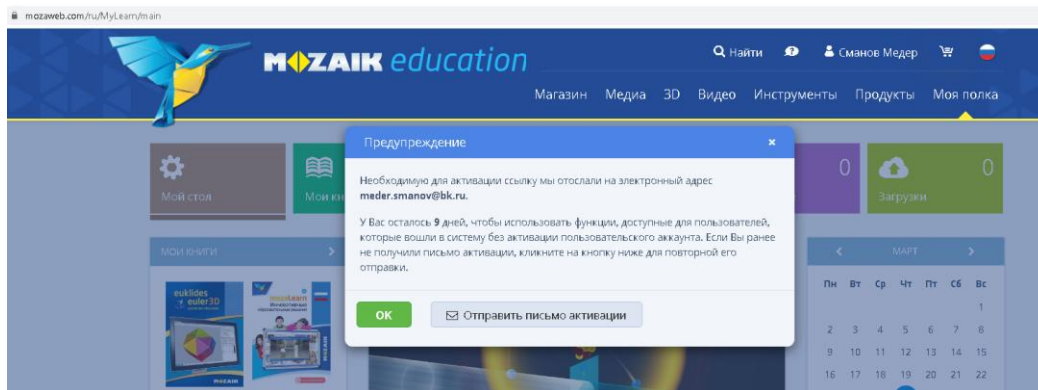 mozaweb.com/ru/MyLearn/main
MOZAIK education
Найти
Сманов Медер
Магазин Медиа 3D Видео Инструменты Продукты Моя полка
Предупреждение
Необходимую для активации ссылку мы отослали на электронный адрес
meder.smanov@bk.ru.
У Вас осталось 9 дней, чтобы использовать функции, доступные для пользователей,
которые вошли в систему без активации пользовательского аккаунта. Если Вы ранее
не получили письмо активации, кликните на кнопку ниже для повторной его
отправки.
OK Отправить письмо активации
Мой стол
Мои
0
Загрузки 0
МОИ КНИГИ
euklides
euler3D
mozaLearn
MOZAIK
МАРТ
Пн Вт Ср Чт Пт Сб Вс
1
2 3 4 5 6 7 8
9 10 11 12 13 14 15
16 17 18 19 20 21 22